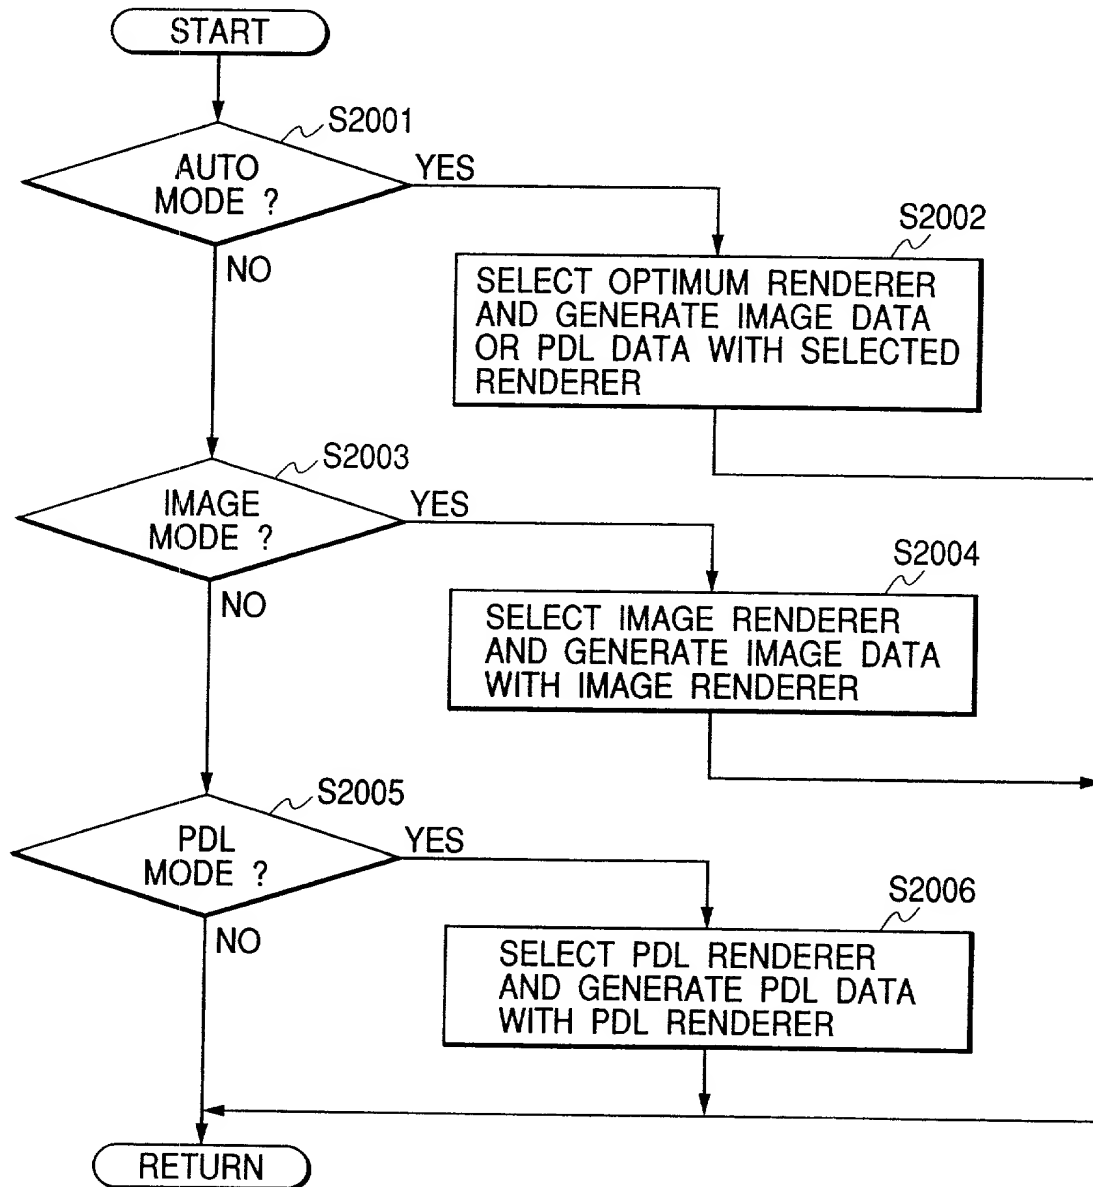 START
S2001
AUTO
MODE ?
YES
NO
S2002
SELECT OPTIMUM RENDERER
AND GENERATE IMAGE DATA
OR PDL DATA WITH SELECTED
RENDERER
S2003
IMAGE
MODE ?
YES
NO
S2004
SELECT IMAGE RENDERER
AND GENERATE IMAGE DATA
WITH IMAGE RENDERER
S2005
PDL
MODE ?
YES
NO
S2006
SELECT PDL RENDERER
AND GENERATE PDL DATA
WITH PDL RENDERER
RETURN